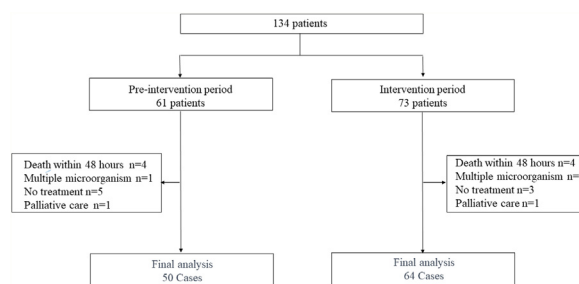 134 patients
Pre-intervention period
61 patients
Intervention period
73 patients
Death within 48 hours n=4
Multiple microorganism n=1
No treatment n=5
Palliative care n=1
Death within 48 hours n=4
Multiple microorganism n=
No treatment n=3
Palliative care n=1
Final analysis
50 Cases
Final analysis
64 Cases